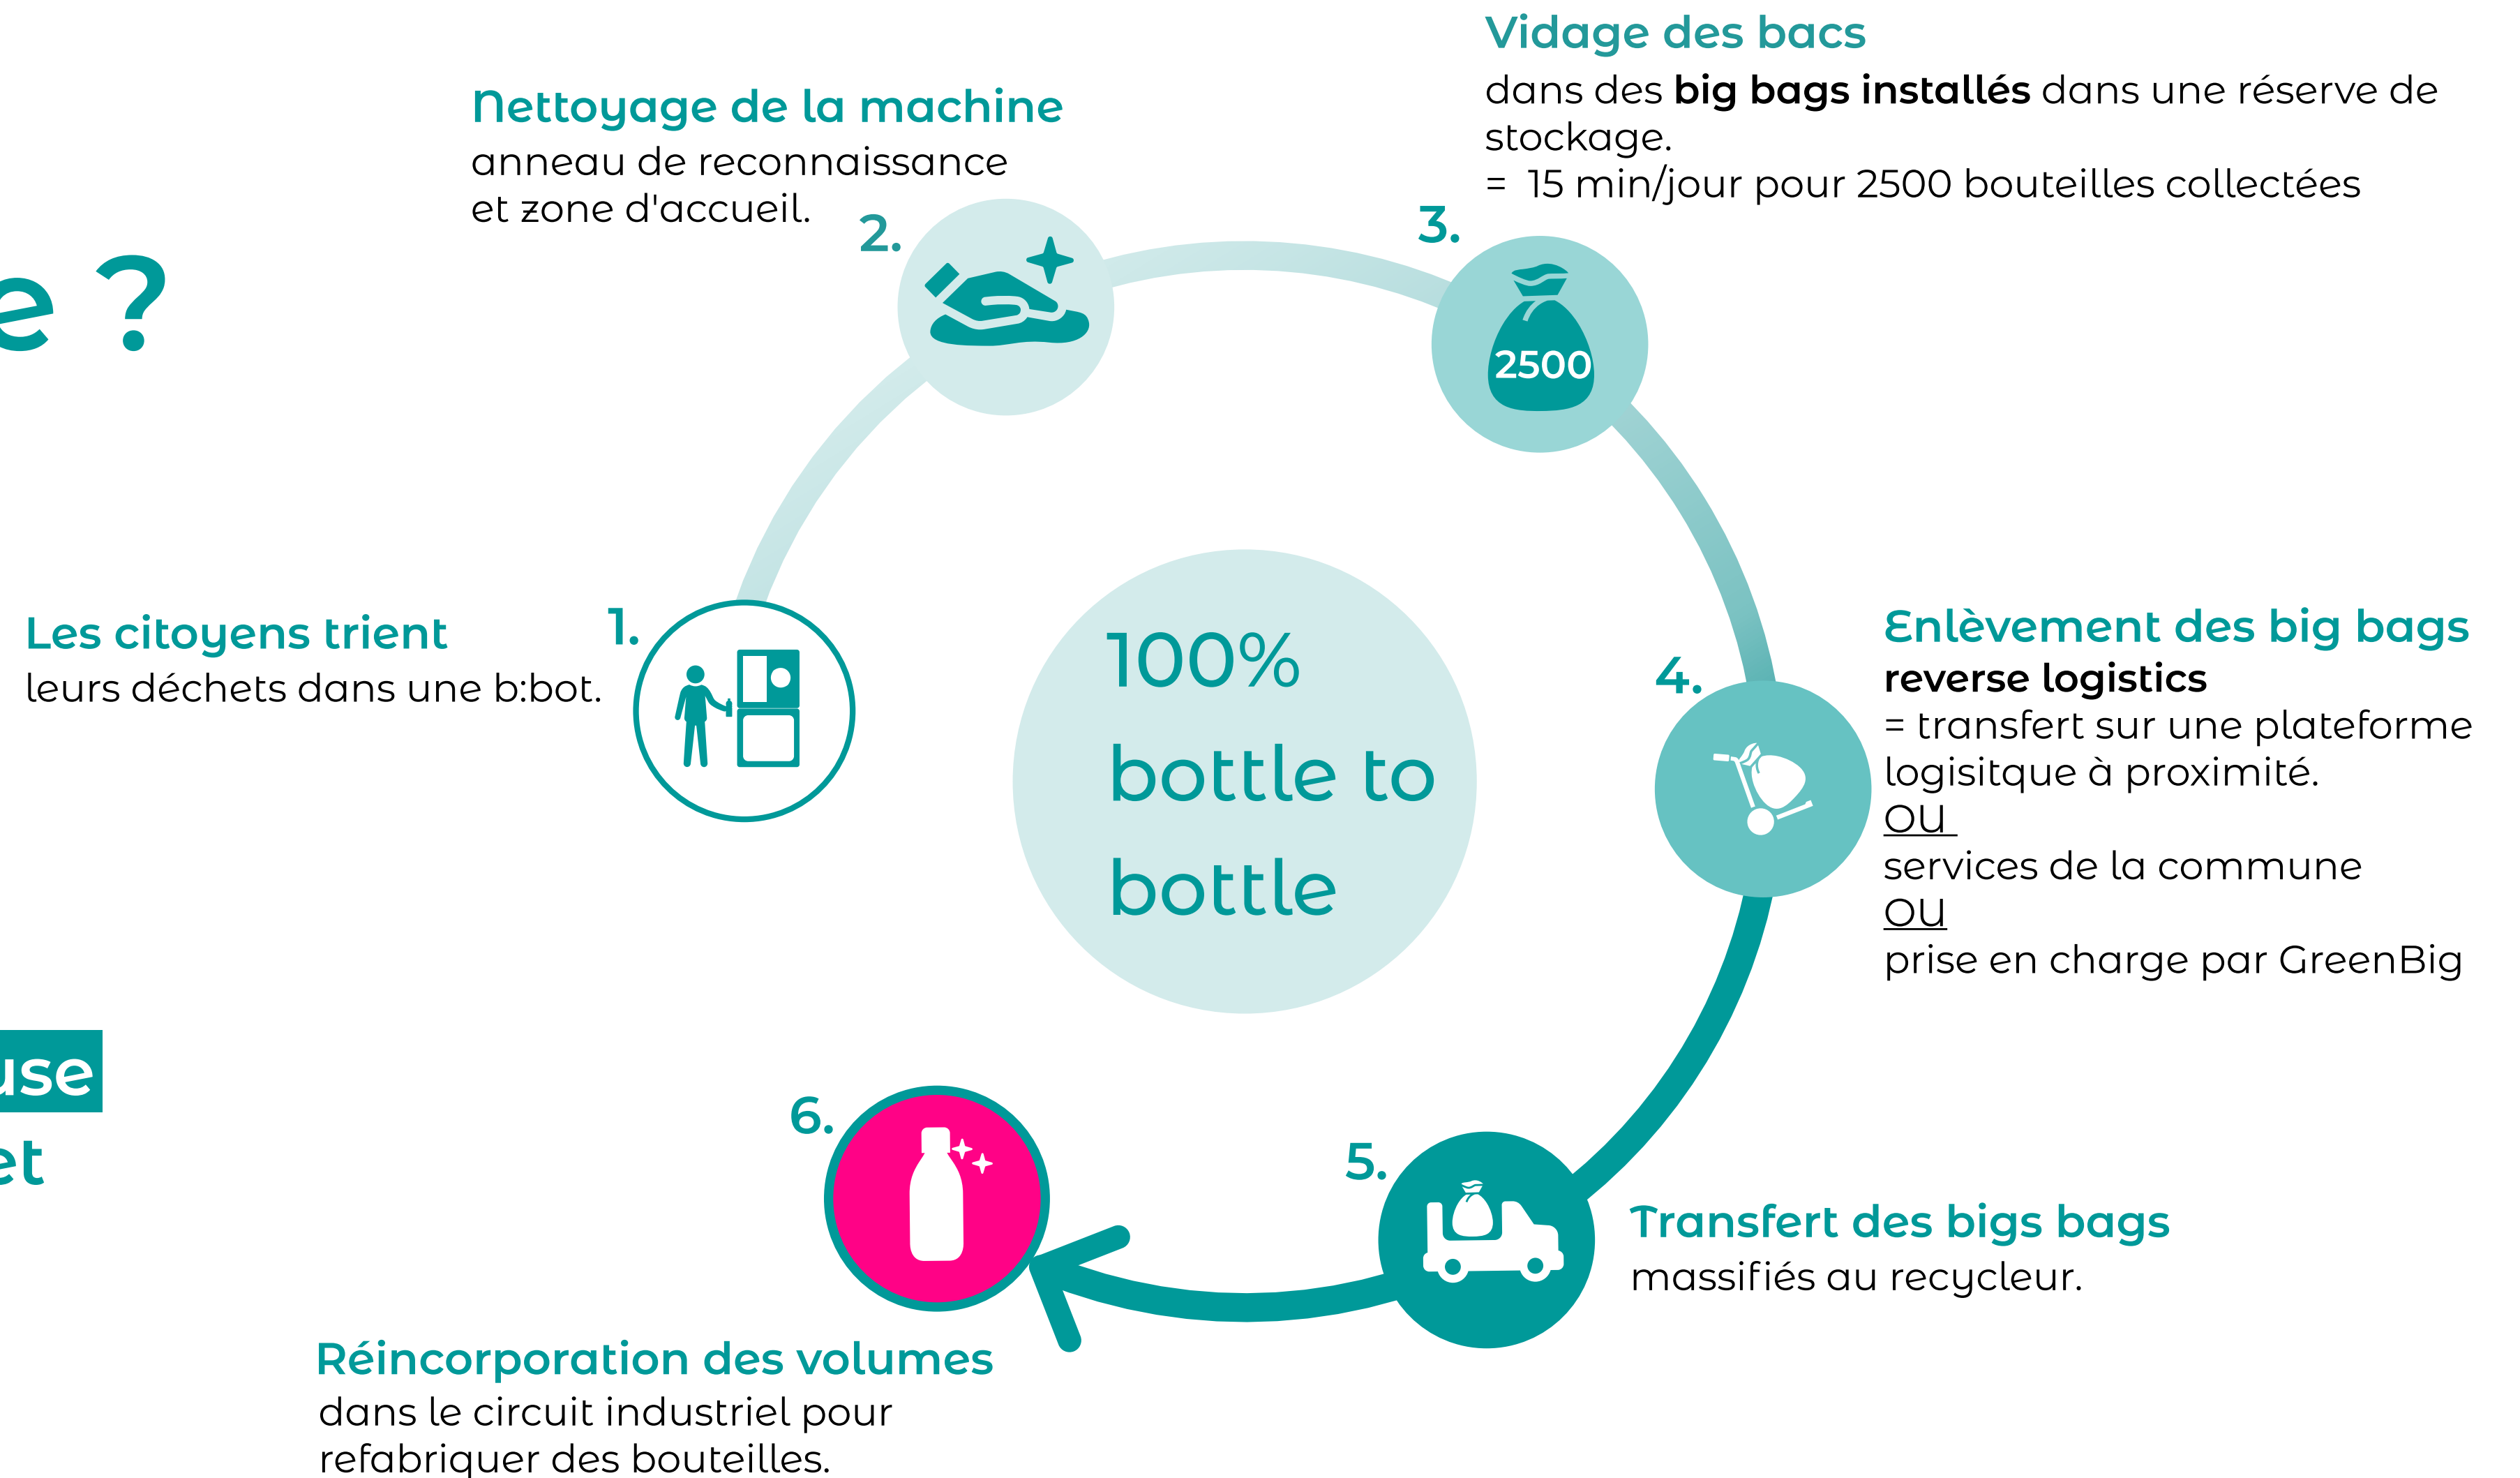 Vidage des bacs
dans des big bags installés dans une réserve de
stockage.
= 15 min/jour pour 2500 bouteilles collectées
Nettoyage de la machine
anneau de reconnaissance
et zone d'accueil.
2.
3.
e ?
2500
Les citoyens trient
leurs déchets dans une b:bot.
1.
100%
bottle to
bottle
4.
Enlèvement des big bags
reverse logistics
= transfert sur une plateforme
logisitque à proximité.
OU
services de la commune
OU
prise en charge par GreenBig
use
et
6.
5.
Transfert des bigs bags
massifiés au recycleur.
Réincorporation des volumes
dans le circuit industriel pour
refabriquer des bouteilles.